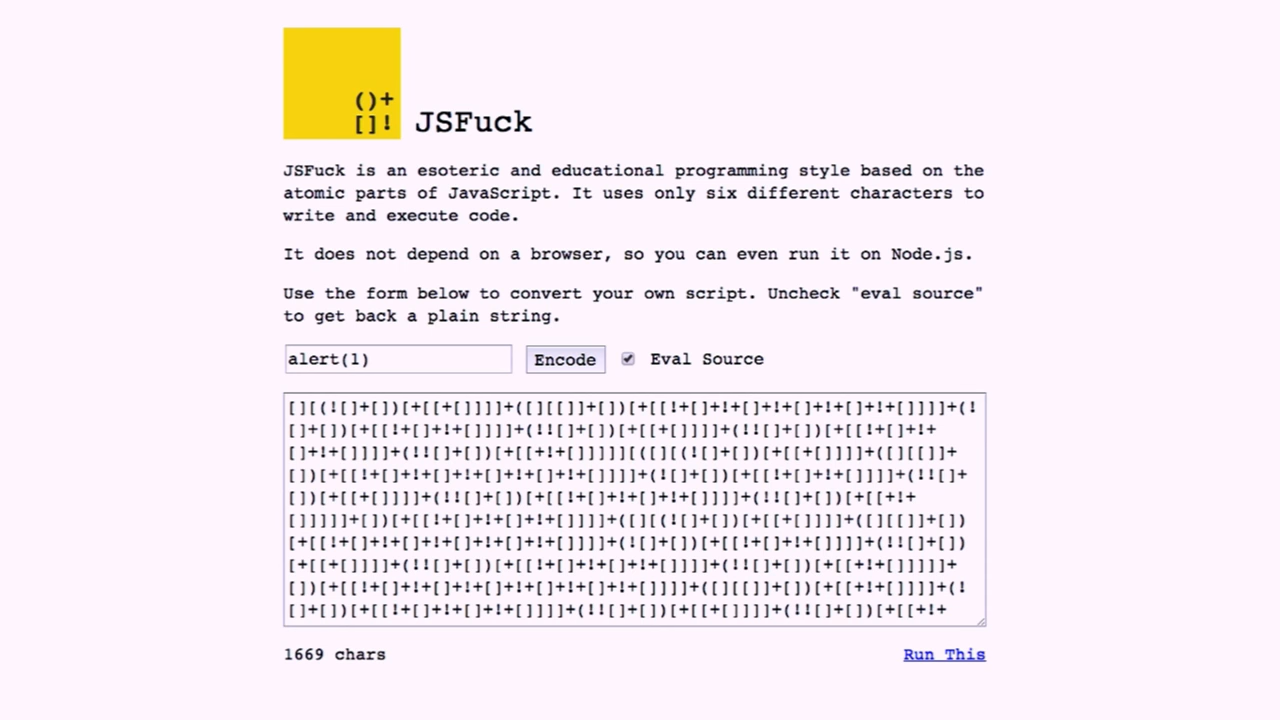 ()+
[]!
JSFuck
JSFuck is an esoteric and educational programming style based on the
atomic parts of JavaScript. It uses only six different characters to
write and execute code.
It does not depend on a browser, so you can even run it on Node.js.
Use the form below to convert your own script. Uncheck "eval source"
to get back a plain string.
alert(1) Encode Eval Source
[][(![]+[])[+[[+[]]]]+([][[]]+[])[+[[!+[]+!+[]+!+[]+!+[]+!+[]]]]+(!
[]+[])[+[[!+[]+!+[]]]]+(!![]+[])[+[[+[]]]]+(!![]+[])[+[[!+[]+!+
[]+!+[]]]]+(!![]+[])[+[[+!+[]]]]][([][(![]+[])[+[[+[]]]]+([][[]]+
[])[+[[!+[]+!+[]+!+[]+!+[]+!+[]]]]+(![]+[])[+[[!+[]+!+[]]]]+(!![]+
[])[+[[+[]]]]+(!![]+[])[+[[!+[]+!+[]+!+[]]]]+(!![]+[])[+[[+!+
[]]]]]+[])[+[[!+[]+!+[]+!+[]]]]+([][(![]+[])[+[[+[]]]]+([][[]]+[])
[+[[!+[]+!+[]+!+[]+!+[]+!+[]]]]+(![]+[])[+[[!+[]+!+[]]]]+(!![]+[])
[+[[+[]]]]+(!![]+[])[+[[!+[]+!+[]+!+[]]]]+(!![]+[])[+[[+!+[]]]]]+
[])[+[[!+[]+!+[]+!+[]+!+[]+!+[]+!+[]]]]+([][[]]+[])[+[[+!+[]]]]+(!
[]+[])[+[[!+[]+!+[]+!+[]]]]+(!![]+[])[+[[+[]]]]+(!![]+[])[+[[+!+
1669 chars Run This